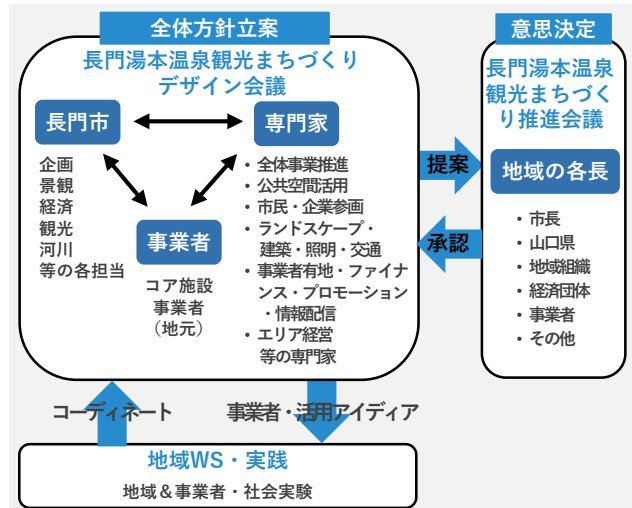 全体方針立案
長門湯本温泉観光まちづくり
デザイン会議
長門市
専門家
企画
景観
経済
観光
河川
等の各担当
事業者
コア施設
事業者
（地元）
・全体事業推進
・公共空間活用
・市民・企業参画
・ランドスケープ・
建築・照明・交通
・事業者有地・ファイナ
ンス・プロモーション
・情報配信
・エリア経営
等の専門家
提案
承認
意思決定
長門湯本温泉
観光まちづく
り推進会議
地域の各長
・市長
・山口県
・地域組織
・経済団体
・事業者
・その他
コーディネート
事業者・活用アイディア
地域WS・実践
地域＆事業者・社会実験